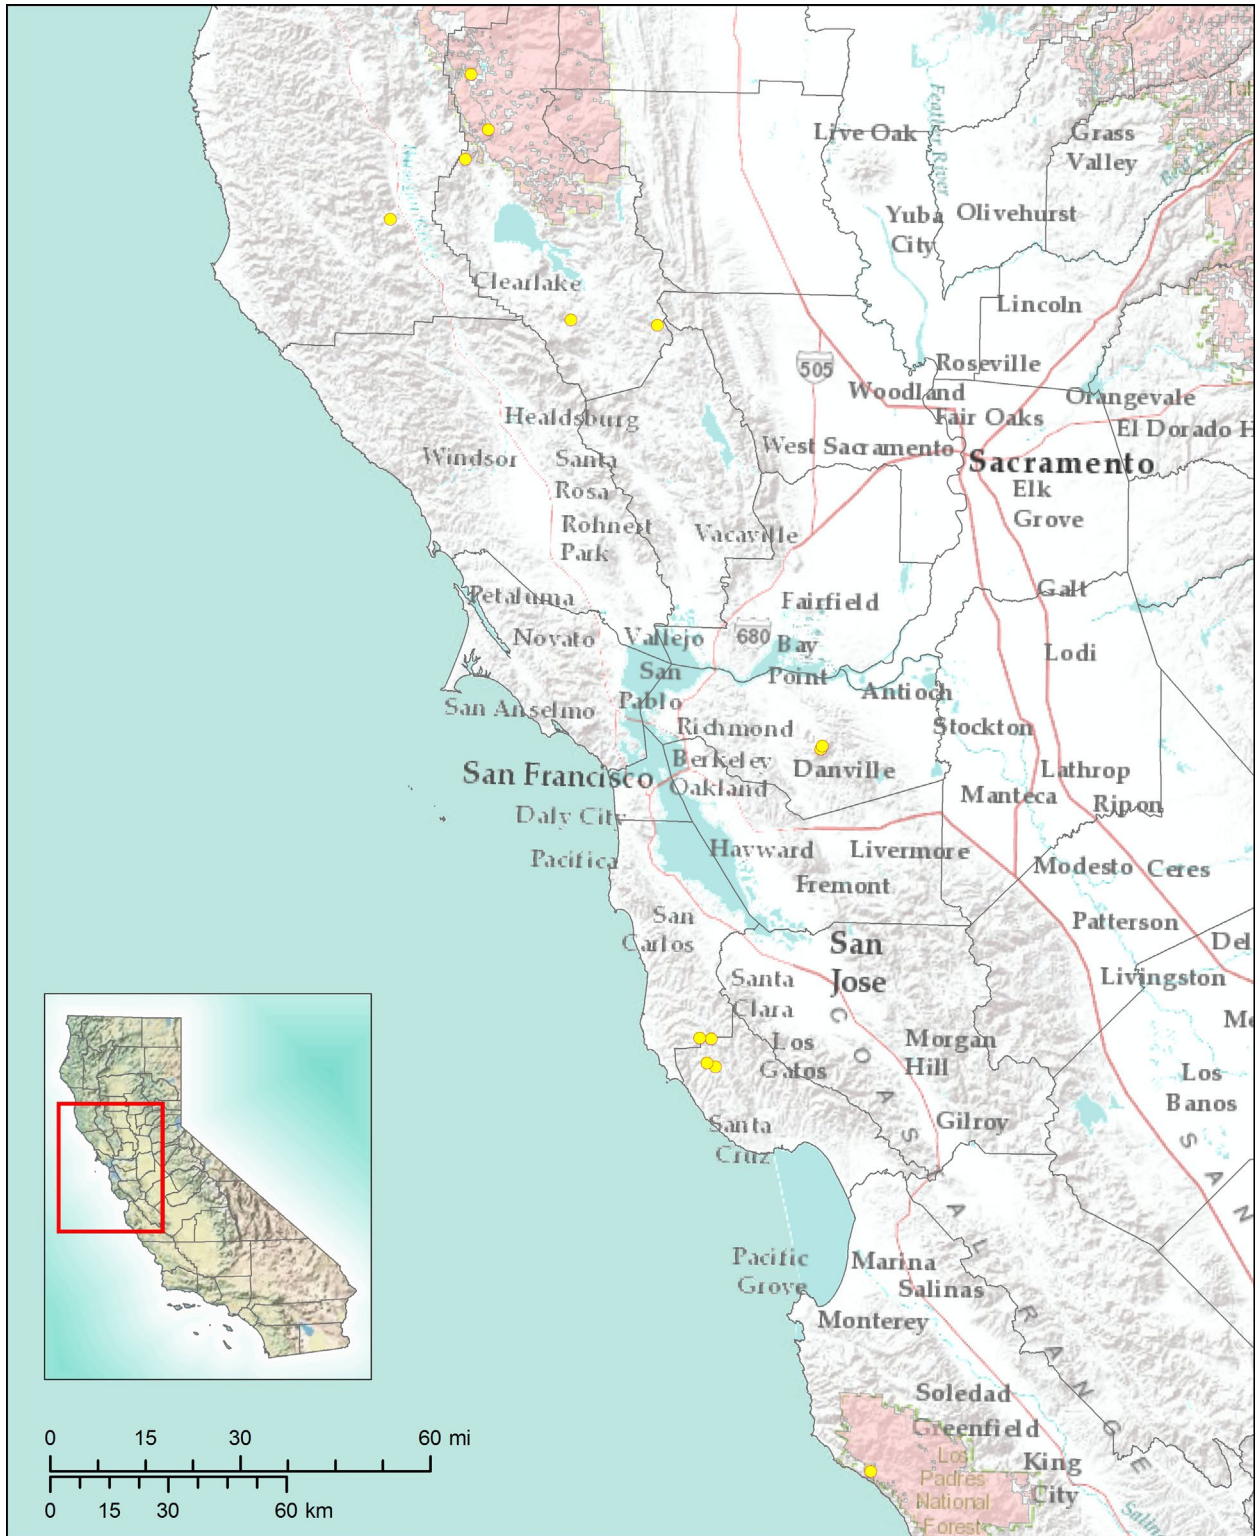 Live Oak
Feather River
Grass
Valley
Yuba
City
Olivehurst
Clearlake
Lincoln
505
Roseville
Woodland
Orangevale
Healdsburg
Fair Oaks
El Dorado H
Windsor
Santa
Rosa
West Sacramento
Sacramento
Elk
Grove
Rohnert
Park
Vacaville
Galt
Petaluma
Fairfield
Novato
Vallejo
680
Bay
Point
Lodi
San
Pablo
Antioch
San Anselmo
Richmond
Stockton
Berkeley
Danville
San Francisco
Oakland
Lathrop
Manteca
Ripon
Daly City
Pacifica
Hayward
Livermore
Modesto
Ceres
Fremont
San
Carlos
San
Jose
Patterson
Del
Santa
Clara
Livingston
Me
Los
Gatos
Morgan
Hill
Los
Banos
Santa
Cruz
Gilroy
COAST
RANGE
SAN
Pacific
Grove
Marina
Salinas
Monterey
Soledad
Greenfield
King
City
Los
Padres
National
Forest
Salin
0 15 30 60 mi
0 15 30 60 km